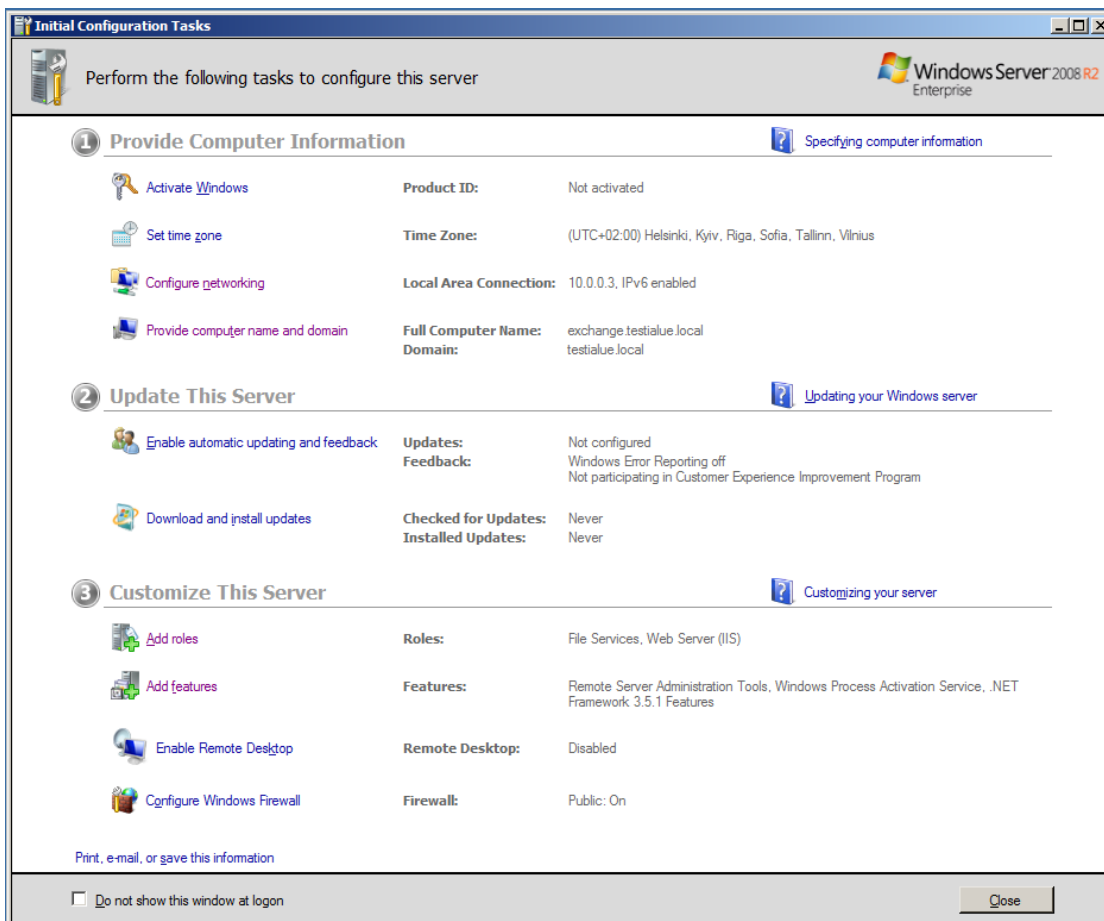 Initial Configuration Tasks
Perform the following tasks to configure this server
Windows Server 2008 R2
Enterprise
1 Provide Computer Information
Specifying computer information
Activate Windows Product ID: Not activated
Set time zone Time Zone: (UTC+02:00) Helsinki, Kyiv, Riga, Sofia, Tallinn, Vilnius
Configure networking Local Area Connection: 10.0.0.3, IPv6 enabled
Provide computer name and domain Full Computer Name: exchange.testialue.local
Domain: testialue.local
2 Update This Server
Updating your Windows server
Enable automatic updating and feedback Updates: Not configured
Feedback: Windows Error Reporting off
Not participating in Customer Experience Improvement Program
Download and install updates Checked for Updates: Never
Installed Updates: Never
3 Customize This Server
Customizing your server
Add roles Roles: File Services, Web Server (IIS)
Add features Features: Remote Server Administration Tools, Windows Process Activation Service, .NET
Framework 3.5.1 Features
Enable Remote Desktop Remote Desktop: Disabled
Configure Windows Firewall Firewall: Public: On
Print, e-mail, or save this information
Do not show this window at logon
Close